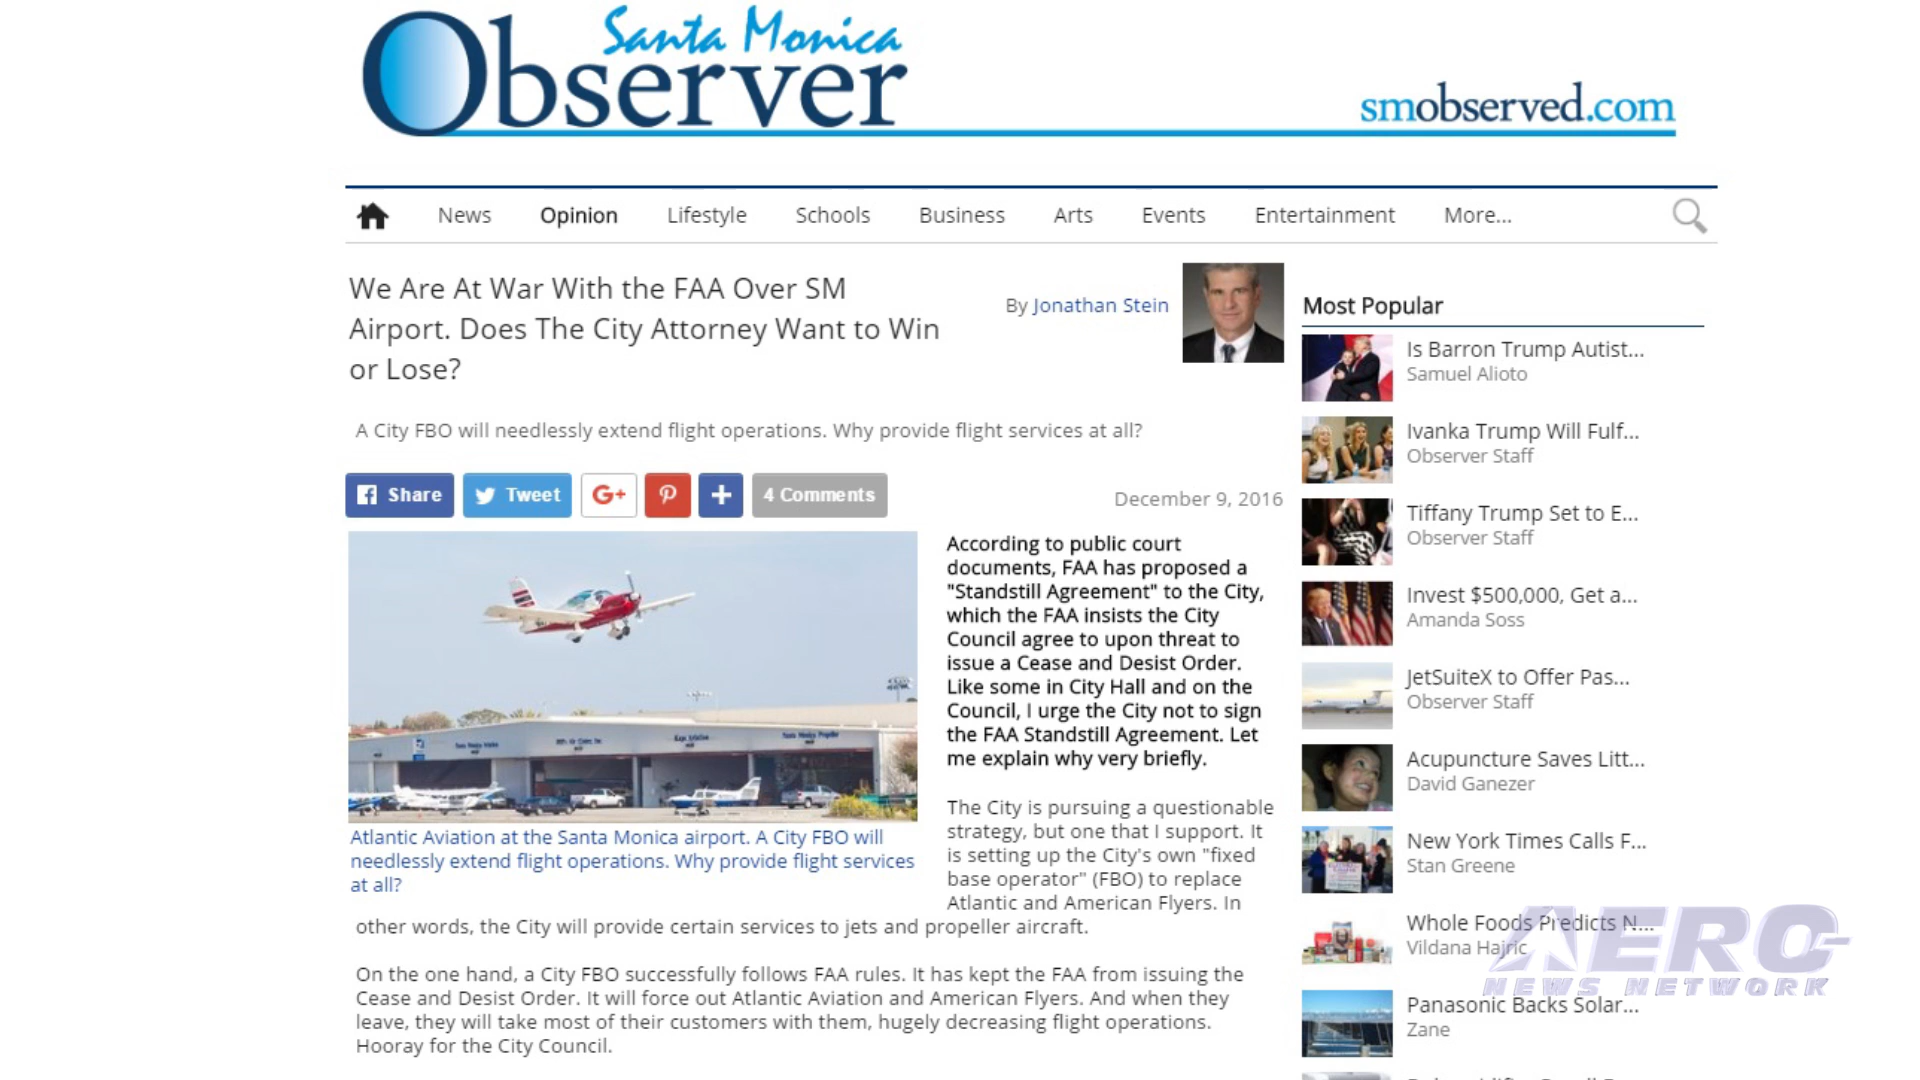 Santa Monica
Observer
smobserved.com
News Opinion Lifestyle Schools Business Arts Events Entertainment More...
We Are At War With the FAA Over SM
Airport. Does The City Attorney Want to Win
or Lose?
By Jonathan Stein
A City FBO will needlessly extend flight operations. Why provide flight services at all?
Share Tweet G+ 4 Comments
December 9, 2016
Atlantic Aviation at the Santa Monica airport. A City FBO will
needlessly extend flight operations. Why provide flight services
at all?
According to public court
documents, FAA has proposed a
"Standstill Agreement" to the City,
which the FAA insists the City
Council agree to upon threat to
issue a Cease and Desist Order.
Like some in City Hall and on the
Council, I urge the City not to sign
the FAA Standstill Agreement. Let
me explain why very briefly.
The City is pursuing a questionable
strategy, but one that I support. It
is setting up the City's own "fixed
base operator" (FBO) to replace
Atlantic and American Flyers. In
other words, the City will provide certain services to jets and propeller aircraft.
On the one hand, a City FBO successfully follows FAA rules. It has kept the FAA from issuing the
Cease and Desist Order. It will force out Atlantic Aviation and American Flyers. And when they
leave, they will take most of their customers with them, hugely decreasing flight operations.
Hooray for the City Council.
Most Popular
Is Barron Trump Autist...
Samuel Alioto
Ivanka Trump Will Fulf...
Observer Staff
Tiffany Trump Set to E...
Observer Staff
Invest $500,000, Get a...
Amanda Soss
JetSuiteX to Offer Pas...
Observer Staff
Acupuncture Saves Litt...
David Ganezer
New York Times Calls F...
Stan Greene
Whole Foods Predicts N...
Vildana Hajric
Panasonic Backs Solar...
Zane
AERO-
NEWS NETWORK